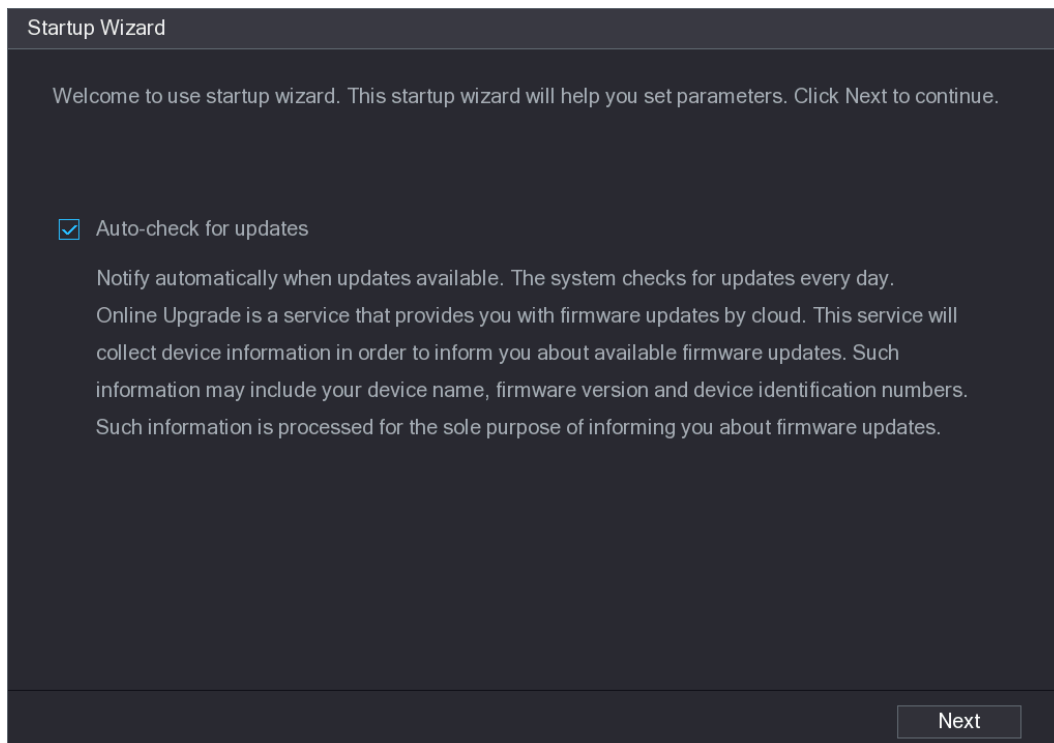 Startup Wizard
Welcome to use startup wizard. This startup wizard will help you set parameters. Click Next to continue.
Auto-check for updates
Notify automatically when updates available. The system checks for updates every day.
Online Upgrade is a service that provides you with firmware updates by cloud. This service will
collect device information in order to inform you about available firmware updates. Such
information may include your device name, firmware version and device identification numbers.
Such information is processed for the sole purpose of informing you about firmware updates.
Next